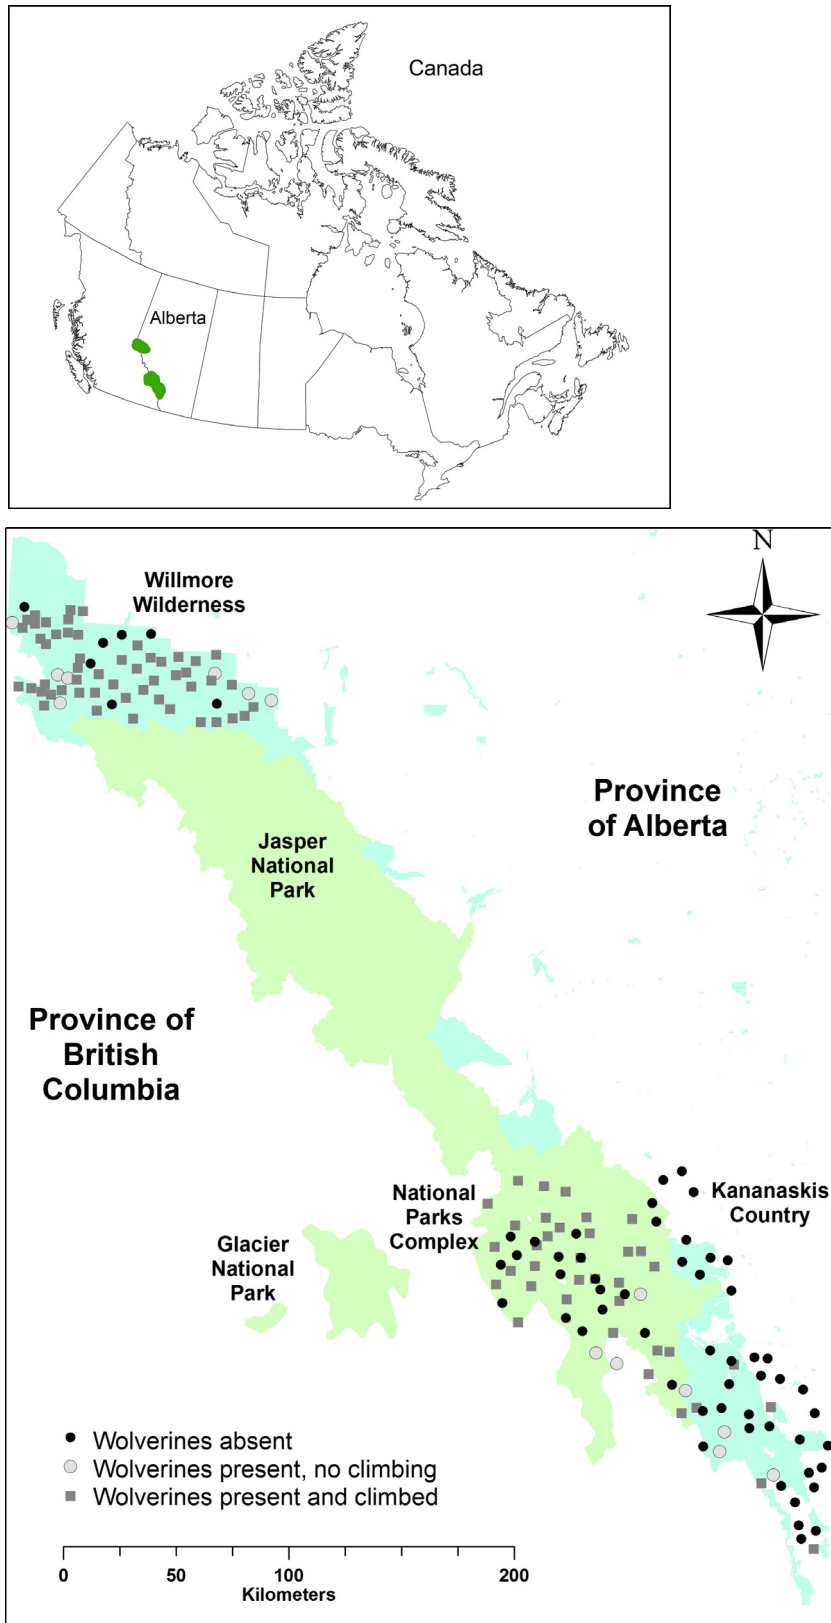 Canada
Alberta
N
Willmore
Wilderness
Province
of Alberta
Jasper
National
Park
Province of
British
Columbia
National
Parks
Complex
Kananaskis
Country
Glacier
National
Park
Wolverines absent
Wolverines present, no climbing
Wolverines present and climbed
0 50 100 200
Kilometers